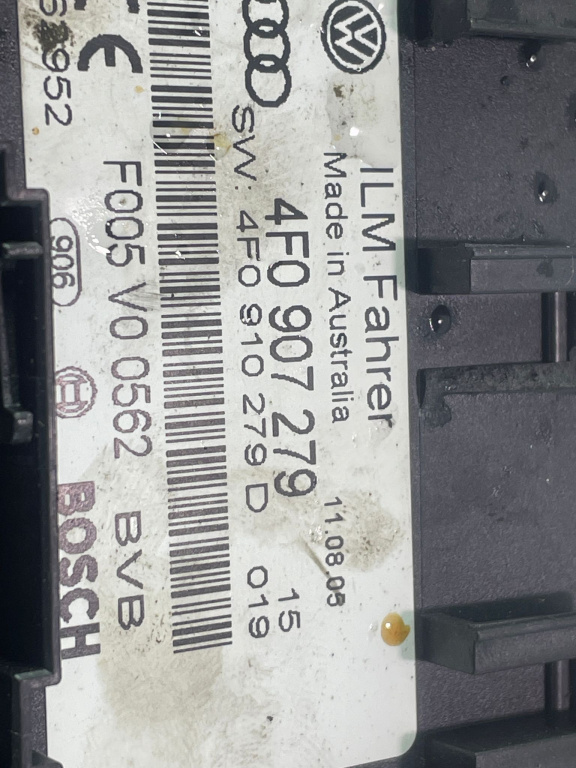 ILM Fahrer
Made in Australia 11.08.05
4F0 907 279 15
SW: 4F0 910 279 D 019
F005 V0 0562 BVB
906 BOSCH